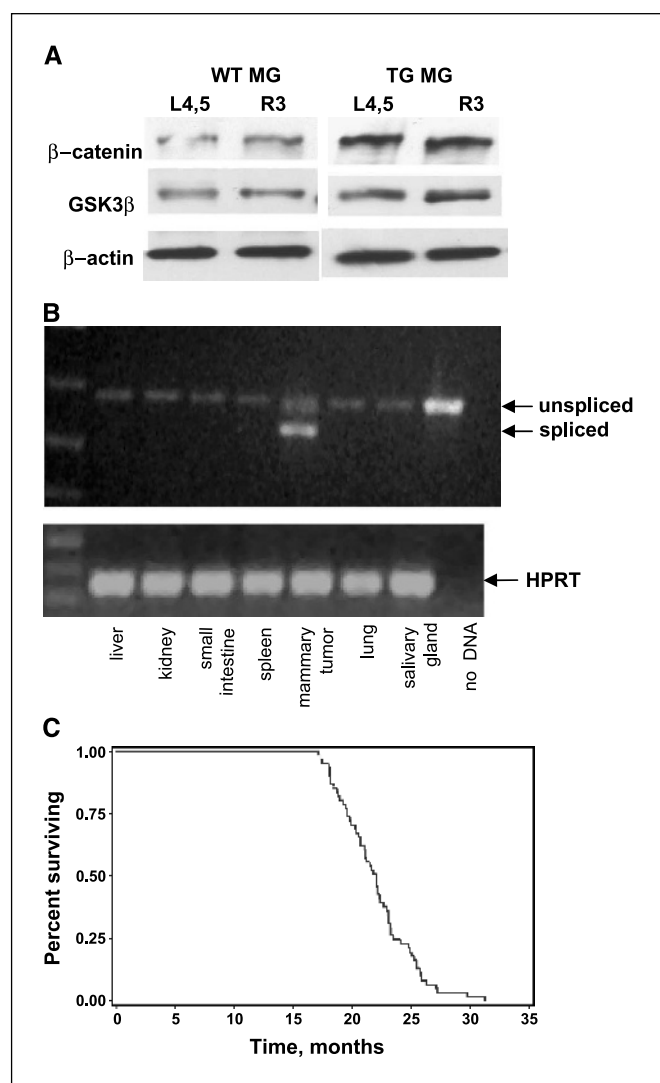 A
WT MG TG MG
L4,5 R3 L4,5 R3
β–catenin
GSK3β
β–actin
B
unspliced
spliced
HPRT
liver
kidney
small
intestine
spleen
mammary
tumor
lung
salivary
gland
no DNA
C
Percent surviving
1.00
0.75
0.50
0.25
0.00
0 5 10 15 20 25 30 35
Time, months